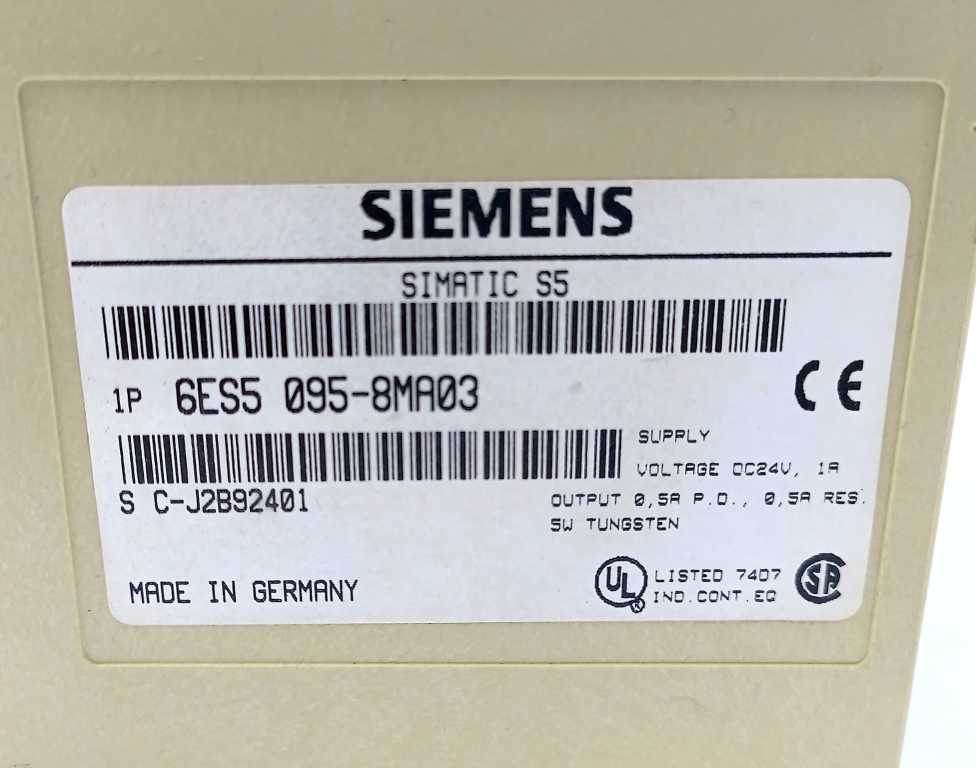 SIEMENS
SIMATIC S5
1P 6ES5 095-8MA03
CE
SUPPLY
VOLTAGE DC24V, 1A
S C-J2B92401
OUTPUT 0,5A P.D., 0,5A RES.
5W TUNGSTEN
MADE IN GERMANY
UL LISTED 7407 SA
IND.CONT.EQ